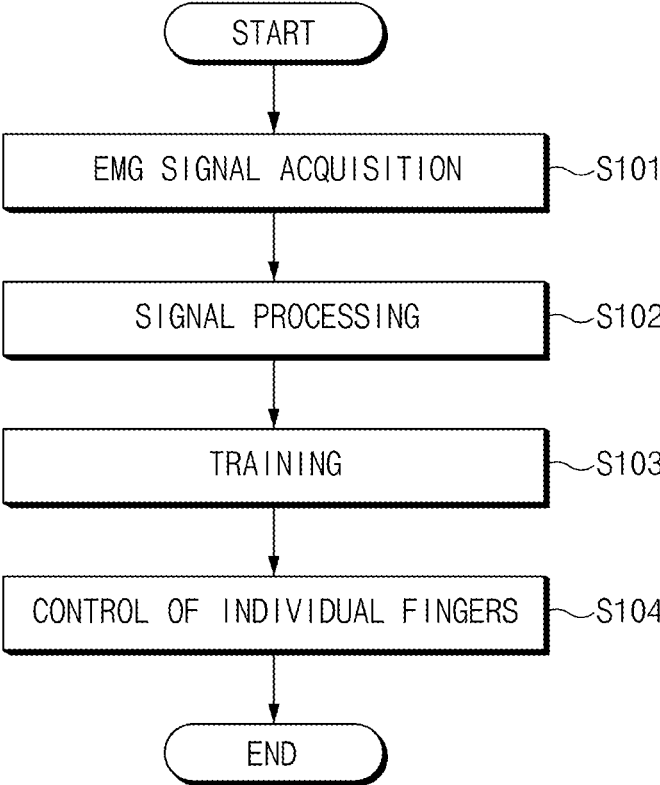 START
EMG SIGNAL ACQUISITION
S101
SIGNAL PROCESSING
S102
TRAINING
S103
CONTROL OF INDIVIDUAL FINGERS
S104
END